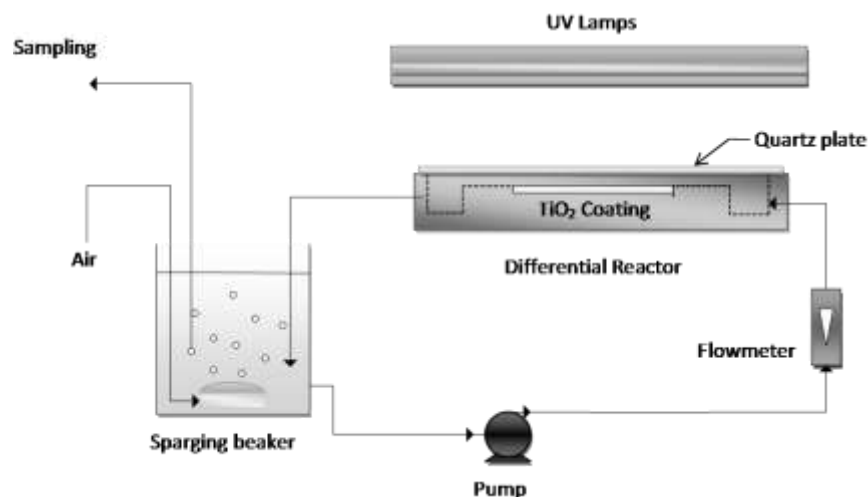 UV Lamps
Sampling
Quartz plate
TiO₂ Coating
Air
Differential Reactor
Flowmeter
Sparging beaker
Pump